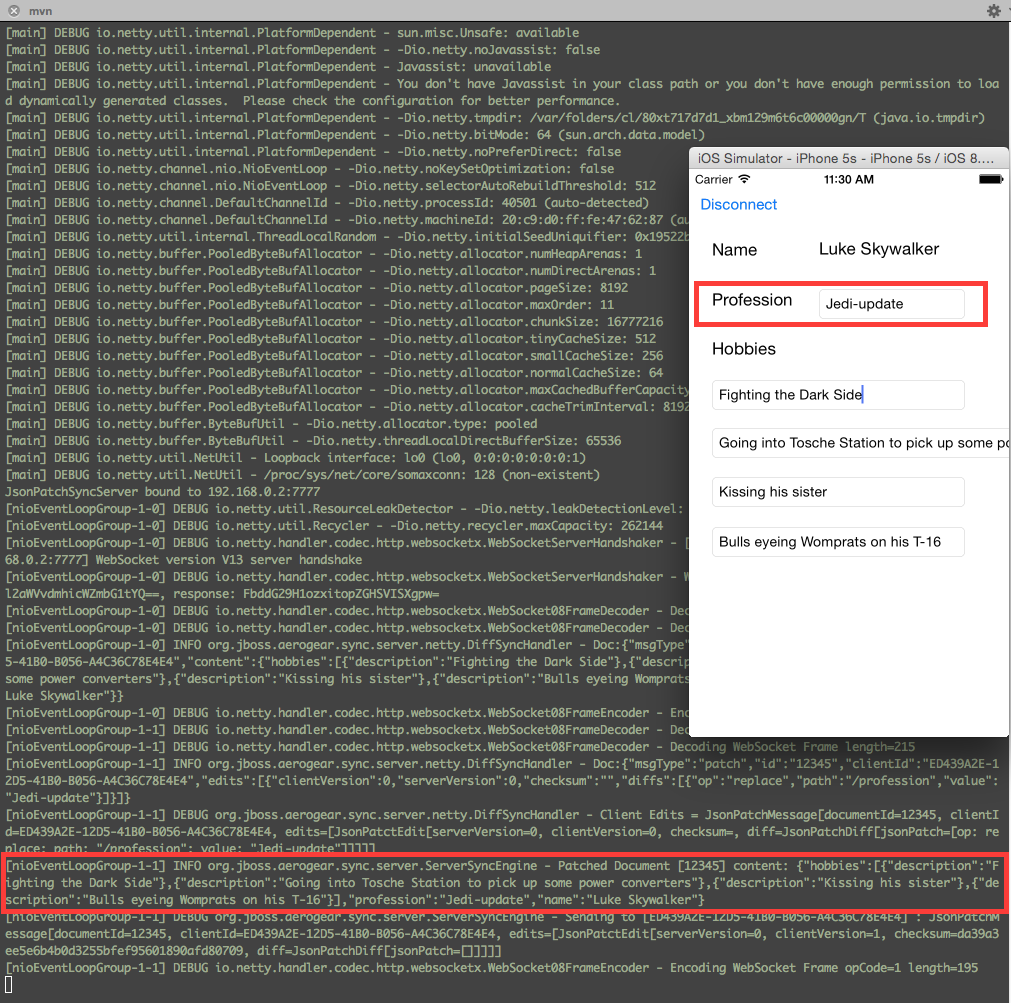 mvn
[main] DEBUG io.netty.util.internal.PlatformDependent - sun.misc.Unsafe: available
[main] DEBUG io.netty.util.internal.PlatformDependent - -Dio.netty.noJavassist: false
[main] DEBUG io.netty.util.internal.PlatformDependent - Javassist: unavailable
[main] DEBUG io.netty.util.internal.PlatformDependent - You don't have Javassist in your class path or you don't have enough permission to loa
d dynamically generated classes.  Please check the configuration for better performance.
[main] DEBUG io.netty.util.internal.PlatformDependent - -Dio.netty.tmpdir: /var/folders/cl/80xt717d7d1_xbm129m6t6c00000gn/T (java.io.tmpdir)
[main] DEBUG io.netty.util.internal.PlatformDependent - -Dio.netty.bitMode: 64 (sun.arch.data.model)
[main] DEBUG io.netty.util.internal.PlatformDependent - -Dio.netty.noPreferDirect: false
[main] DEBUG io.netty.channel.nio.NioEventLoop - -Dio.netty.noKeySetOptimization: false
[main] DEBUG io.netty.channel.nio.NioEventLoop - -Dio.netty.selectorAutoRebuildThreshold: 512
[main] DEBUG io.netty.channel.DefaultChannelId - -Dio.netty.processId: 40501 (auto-detected)
[main] DEBUG io.netty.channel.DefaultChannelId - -Dio.netty.machineId: 20:c9:d0:ff:fe:47:62:87 (au
[main] DEBUG io.netty.util.internal.ThreadLocalRandom - -Dio.netty.initialSeedUniquifier: 0x19522b
[main] DEBUG io.netty.buffer.PooledByteBufAllocator - -Dio.netty.allocator.numHeapArenas: 1
[main] DEBUG io.netty.buffer.PooledByteBufAllocator - -Dio.netty.allocator.numDirectArenas: 1
[main] DEBUG io.netty.buffer.PooledByteBufAllocator - -Dio.netty.allocator.pageSize: 8192
[main] DEBUG io.netty.buffer.PooledByteBufAllocator - -Dio.netty.allocator.maxOrder: 11
[main] DEBUG io.netty.buffer.PooledByteBufAllocator - -Dio.netty.allocator.chunkSize: 16777216
[main] DEBUG io.netty.buffer.PooledByteBufAllocator - -Dio.netty.allocator.tinyCacheSize: 512
[main] DEBUG io.netty.buffer.PooledByteBufAllocator - -Dio.netty.allocator.smallCacheSize: 256
[main] DEBUG io.netty.buffer.PooledByteBufAllocator - -Dio.netty.allocator.normalCacheSize: 64
[main] DEBUG io.netty.buffer.PooledByteBufAllocator - -Dio.netty.allocator.maxCachedBufferCapacity
[main] DEBUG io.netty.buffer.PooledByteBufAllocator - -Dio.netty.allocator.cacheTrimInterval: 8192
[main] DEBUG io.netty.buffer.ByteBufUtil - -Dio.netty.allocator.type: pooled
[main] DEBUG io.netty.buffer.ByteBufUtil - -Dio.netty.threadLocalDirectBufferSize: 65536
[main] DEBUG io.netty.util.NetUtil - Loopback interface: lo0 (lo0, 0:0:0:0:0:0:0:1)
[main] DEBUG io.netty.util.NetUtil - /proc/sys/net/core/somaxconn: 128 (non-existent)
JsonPatchSyncServer bound to 192.168.0.2:7777
[nioEventLoopGroup-1-0] DEBUG io.netty.util.ResourceLeakDetector - -Dio.netty.leakDetectionLevel:
[nioEventLoopGroup-1-0] DEBUG io.netty.util.Recycler - -Dio.netty.recycler.maxCapacity: 262144
[nioEventLoopGroup-1-0] DEBUG io.netty.handler.codec.http.websocketx.WebSocketServerHandshaker - [
68.0.2:7777] WebSocket version V13 server handshake
[nioEventLoopGroup-1-0] DEBUG io.netty.handler.codec.http.websocketx.WebSocketServerHandshaker - W
l2aWVvdmhicWZmbG1tYQ==, response: FbddG29H1ozxitopZGHSVISXgpw=
[nioEventLoopGroup-1-0] DEBUG io.netty.handler.codec.http.websocketx.WebSocket08FrameDecoder - Dec
[nioEventLoopGroup-1-0] DEBUG io.netty.handler.codec.http.websocketx.WebSocket08FrameDecoder - Dec
[nioEventLoopGroup-1-0] INFO org.jboss.aerogear.sync.server.netty.DiffSyncHandler - Doc:{"msgType"
5-41B0-B056-A4C36C78E4E4","content":{"hobbies":[{"description":"Fighting the Dark Side"},{"descrip
some power converters"},{"description":"Kissing his sister"},{"description":"Bulls eyeing Womprats
Luke Skywalker"}}
[nioEventLoopGroup-1-0] DEBUG io.netty.handler.codec.http.websocketx.WebSocket08FrameEncoder - Enc
[nioEventLoopGroup-1-1] DEBUG io.netty.handler.codec.http.websocketx.WebSocket08FrameDecoder - Dec
[nioEventLoopGroup-1-1] DEBUG io.netty.handler.codec.http.websocketx.WebSocket08FrameDecoder - Decoding WebSocket Frame length=215
[nioEventLoopGroup-1-1] INFO org.jboss.aerogear.sync.server.netty.DiffSyncHandler - Doc:{"msgType":"patch","id":"12345","clientId":"ED439A2E-1
2D5-41B0-B056-A4C36C78E4E4","edits":[{"clientVersion":0,"serverVersion":0,"checksum":"","diffs":[{"op":"replace","path":"/profession","value":
"Jedi-update"}]}]}
[nioEventLoopGroup-1-1] DEBUG org.jboss.aerogear.sync.server.netty.DiffSyncHandler - Client Edits = JsonPatchMessage[documentId=12345, clientI
d=ED439A2E-12D5-41B0-B056-A4C36C78E4E4, edits=[JsonPatctEdit[serverVersion=0, clientVersion=0, checksum=, diff=JsonPatchDiff[jsonPatch=[op: re
place; path: "/profession"; value: "Jedi-update"]]]]]
[nioEventLoopGroup-1-1] INFO org.jboss.aerogear.sync.server.ServerSyncEngine - Patched Document [12345] content: {"hobbies":[{"description":"F
ighting the Dark Side"},{"description":"Going into Tosche Station to pick up some power converters"},{"description":"Kissing his sister"},{"de
scription":"Bulls eyeing Womprats on his T-16"}],"profession":"Jedi-update","name":"Luke Skywalker"}
[nioEventLoopGroup-1-1] DEBUG org.jboss.aerogear.sync.server.ServerSyncEngine - Sending to [ED439A2E-12D5-41B0-B056-A4C36C78E4E4] : JsonPatchM
essage[documentId=12345, clientId=ED439A2E-12D5-41B0-B056-A4C36C78E4E4, edits=[JsonPatctEdit[serverVersion=0, clientVersion=1, checksum=da39a3
ee5e6b4b0d3255bfef95601890afd80709, diff=JsonPatchDiff[jsonPatch=[]]]]]
[nioEventLoopGroup-1-1] DEBUG io.netty.handler.codec.http.websocketx.WebSocket08FrameEncoder - Encoding WebSocket Frame opCode=1 length=195
iOS Simulator - iPhone 5s - iPhone 5s / iOS 8....
Carrier 11:30 AM
Disconnect
Name Luke Skywalker
Profession Jedi-update
Hobbies
Fighting the Dark Side
Going into Tosche Station to pick up some po
Kissing his sister
Bulls eyeing Womprats on his T-16